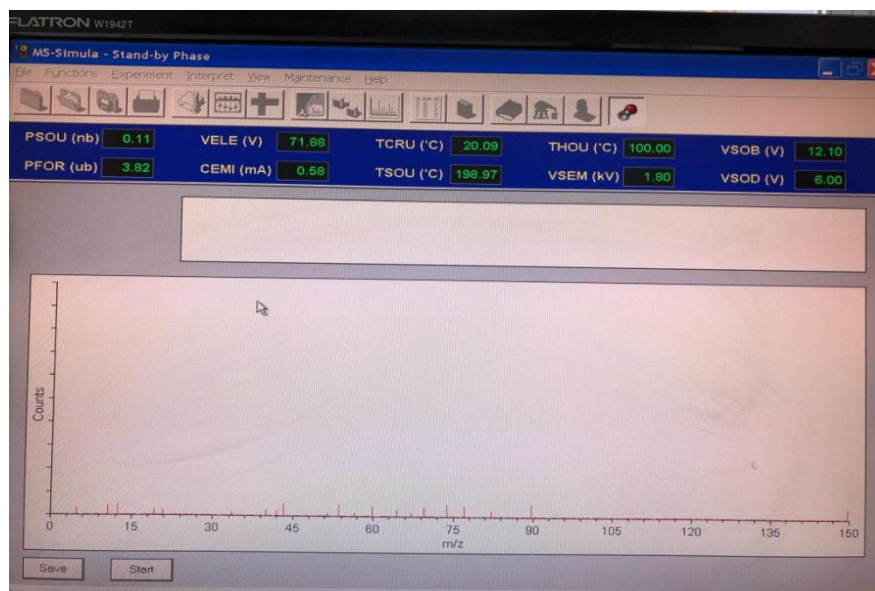 FLATRON W1942T
MS-Simula - Stand-by Phase
File Functions Experiment Interpret View Maintenance Help
PSOU (nb) 0.11 VELE (V) 71.88 TCRU (°C) 20.09 THOU (°C) 100.00 VSOB (V) 12.10
PFOR (ub) 3.82 CEMI (mA) 0.58 TSOU (°C) 198.97 VSEM (kV) 1.80 VSOD (V) 6.00
Counts
0 15 30 45 60 75 90 105 120 135 150
m/z
Save Start